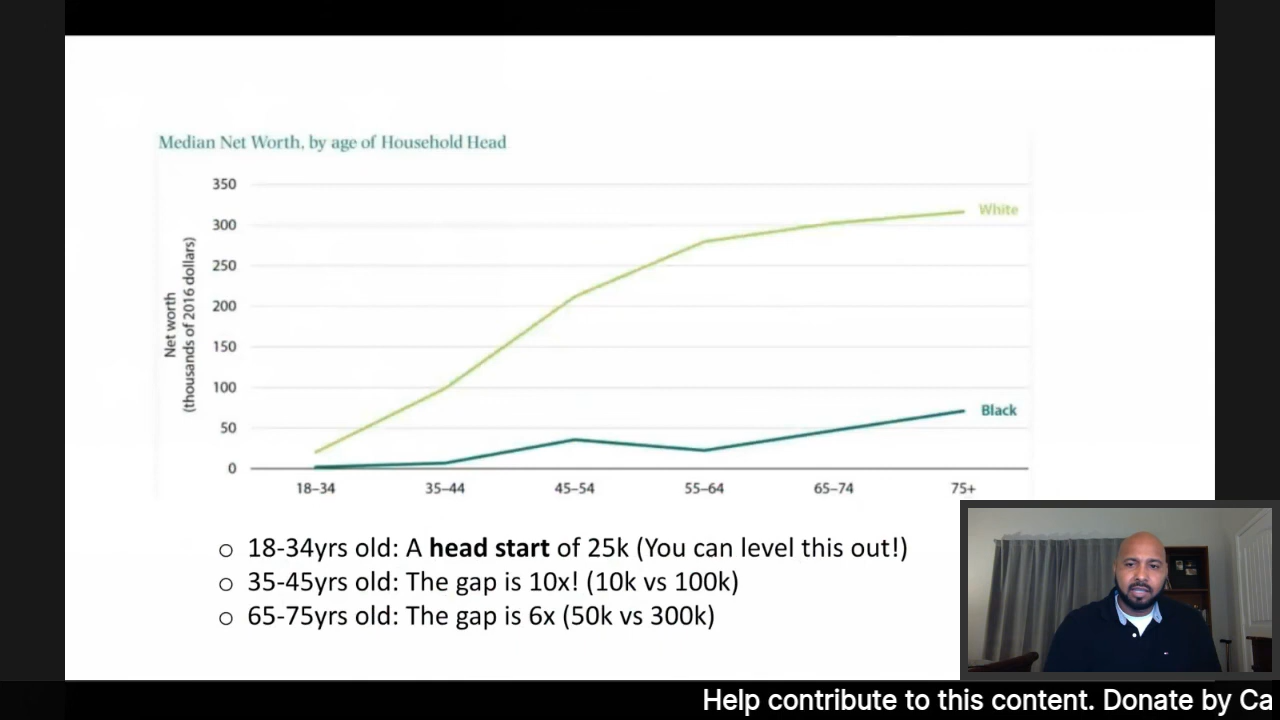 Median Net Worth, by age of Household Head
350
300
250
200
150
100
50
0
Net worth
(thousands of 2016 dollars)
White
Black
18–34
35–44
45–54
55–64
65–74
75+
o 18-34yrs old: A head start of 25k (You can level this out!)
o 35-45yrs old: The gap is 10x! (10k vs 100k)
o 65-75yrs old: The gap is 6x (50k vs 300k)
Help contribute to this content. Donate by Ca